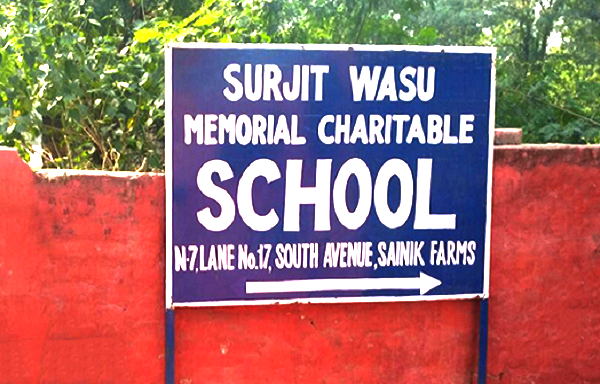 SURJIT WASU
MEMORIAL CHARITABLE
SCHOOL
N-7, LANE No.17, SOUTH AVENUE, SAINIK FARMS